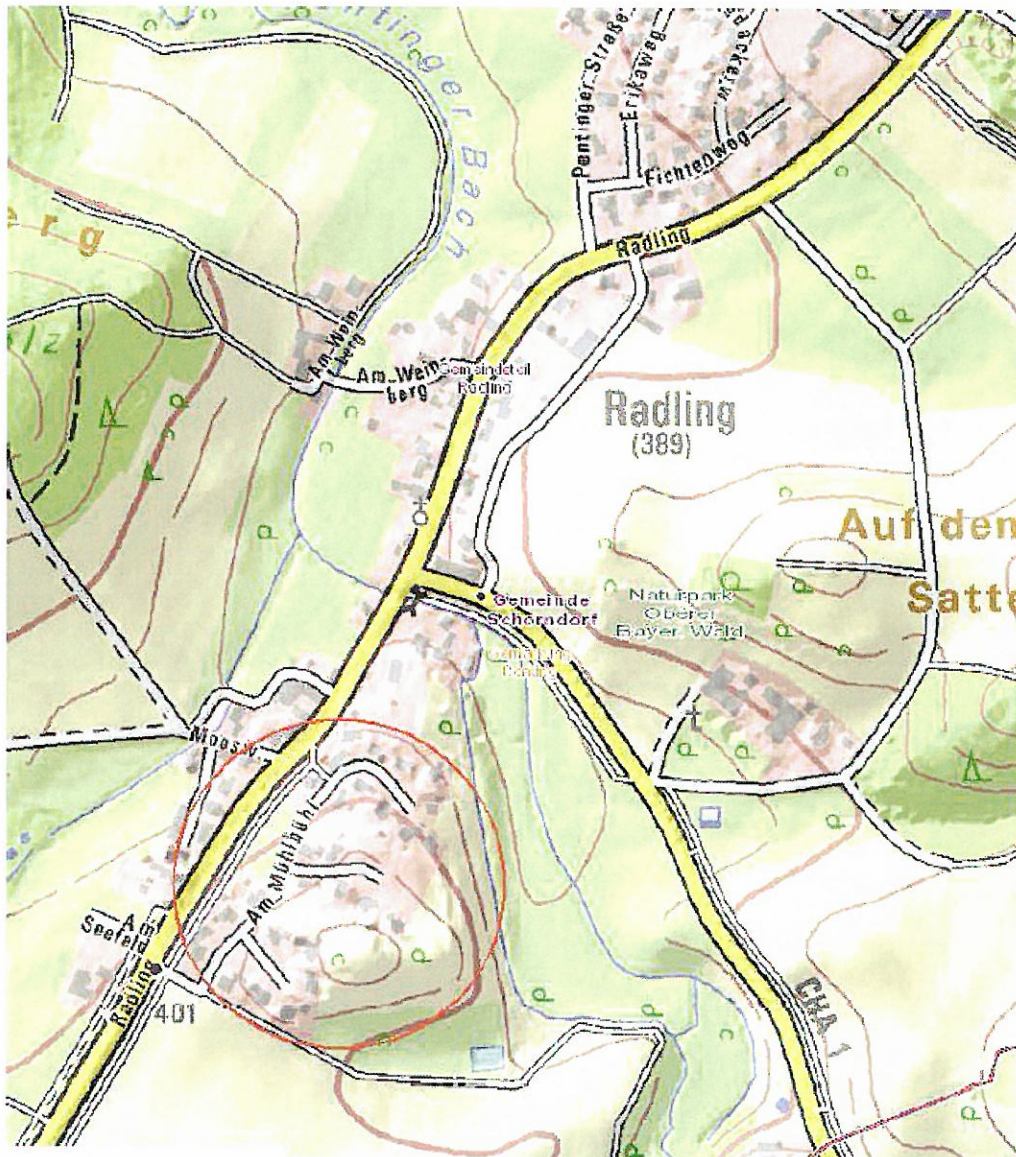 Pentinger Straße
Erikaweg
Fichtenweg
Bach
Radling
erg
Am-Wein-
berg
Am-Wein-
berg
Gemeindeteil
Radling
Radling
(389)
Auf den
Satte
Gemeinde
Schorndorf
Naturpark
Oberer
Bayer. Wald
Moosw.
Am-Mühlbühl
Am
Seefeld
Radling
401
CHA 1